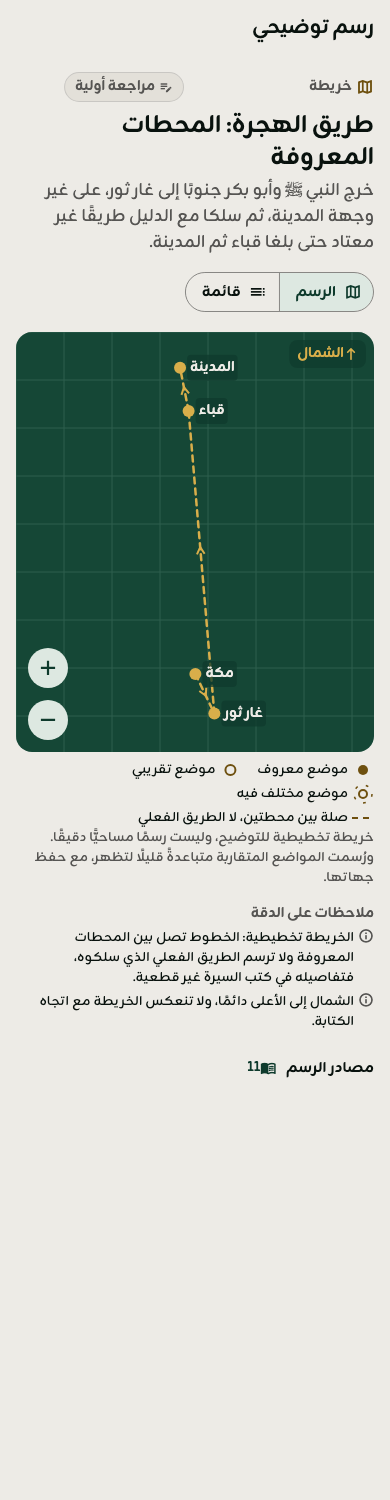 رسم توضيحي
خريطة
مراجعة أولية
طريق الهجرة: المحطات
المعروفة
خرج النبي ﷺ وأبو بكر جنوبًا إلى غار ثور، على غير
وجهة المدينة، ثم سلكا مع الدليل طريقًا غير
معتاد حتى بلغا قباء ثم المدينة.
الرسم
قائمة
↑ الشمال
المدينة
قباء
مكة
غار ثور
+
−
موضع معروف
موضع تقريبي
موضع مختلف فيه
صلة بين محطتين، لا الطريق الفعلي
خريطة تخطيطية للتوضيح، وليست رسمًا مساحيًّا دقيقًا.
ورُسمت المواضع المتقاربة متباعدةً قليلًا لتظهر، مع حفظ
جهاتها.
ملاحظات على الدقة
الخريطة تخطيطية: الخطوط تصل بين المحطات
المعروفة ولا ترسم الطريق الفعلي الذي سلكوه،
فتفاصيله في كتب السيرة غير قطعية.
الشمال إلى الأعلى دائمًا، ولا تنعكس الخريطة مع اتجاه
الكتابة.
مصادر الرسم
11